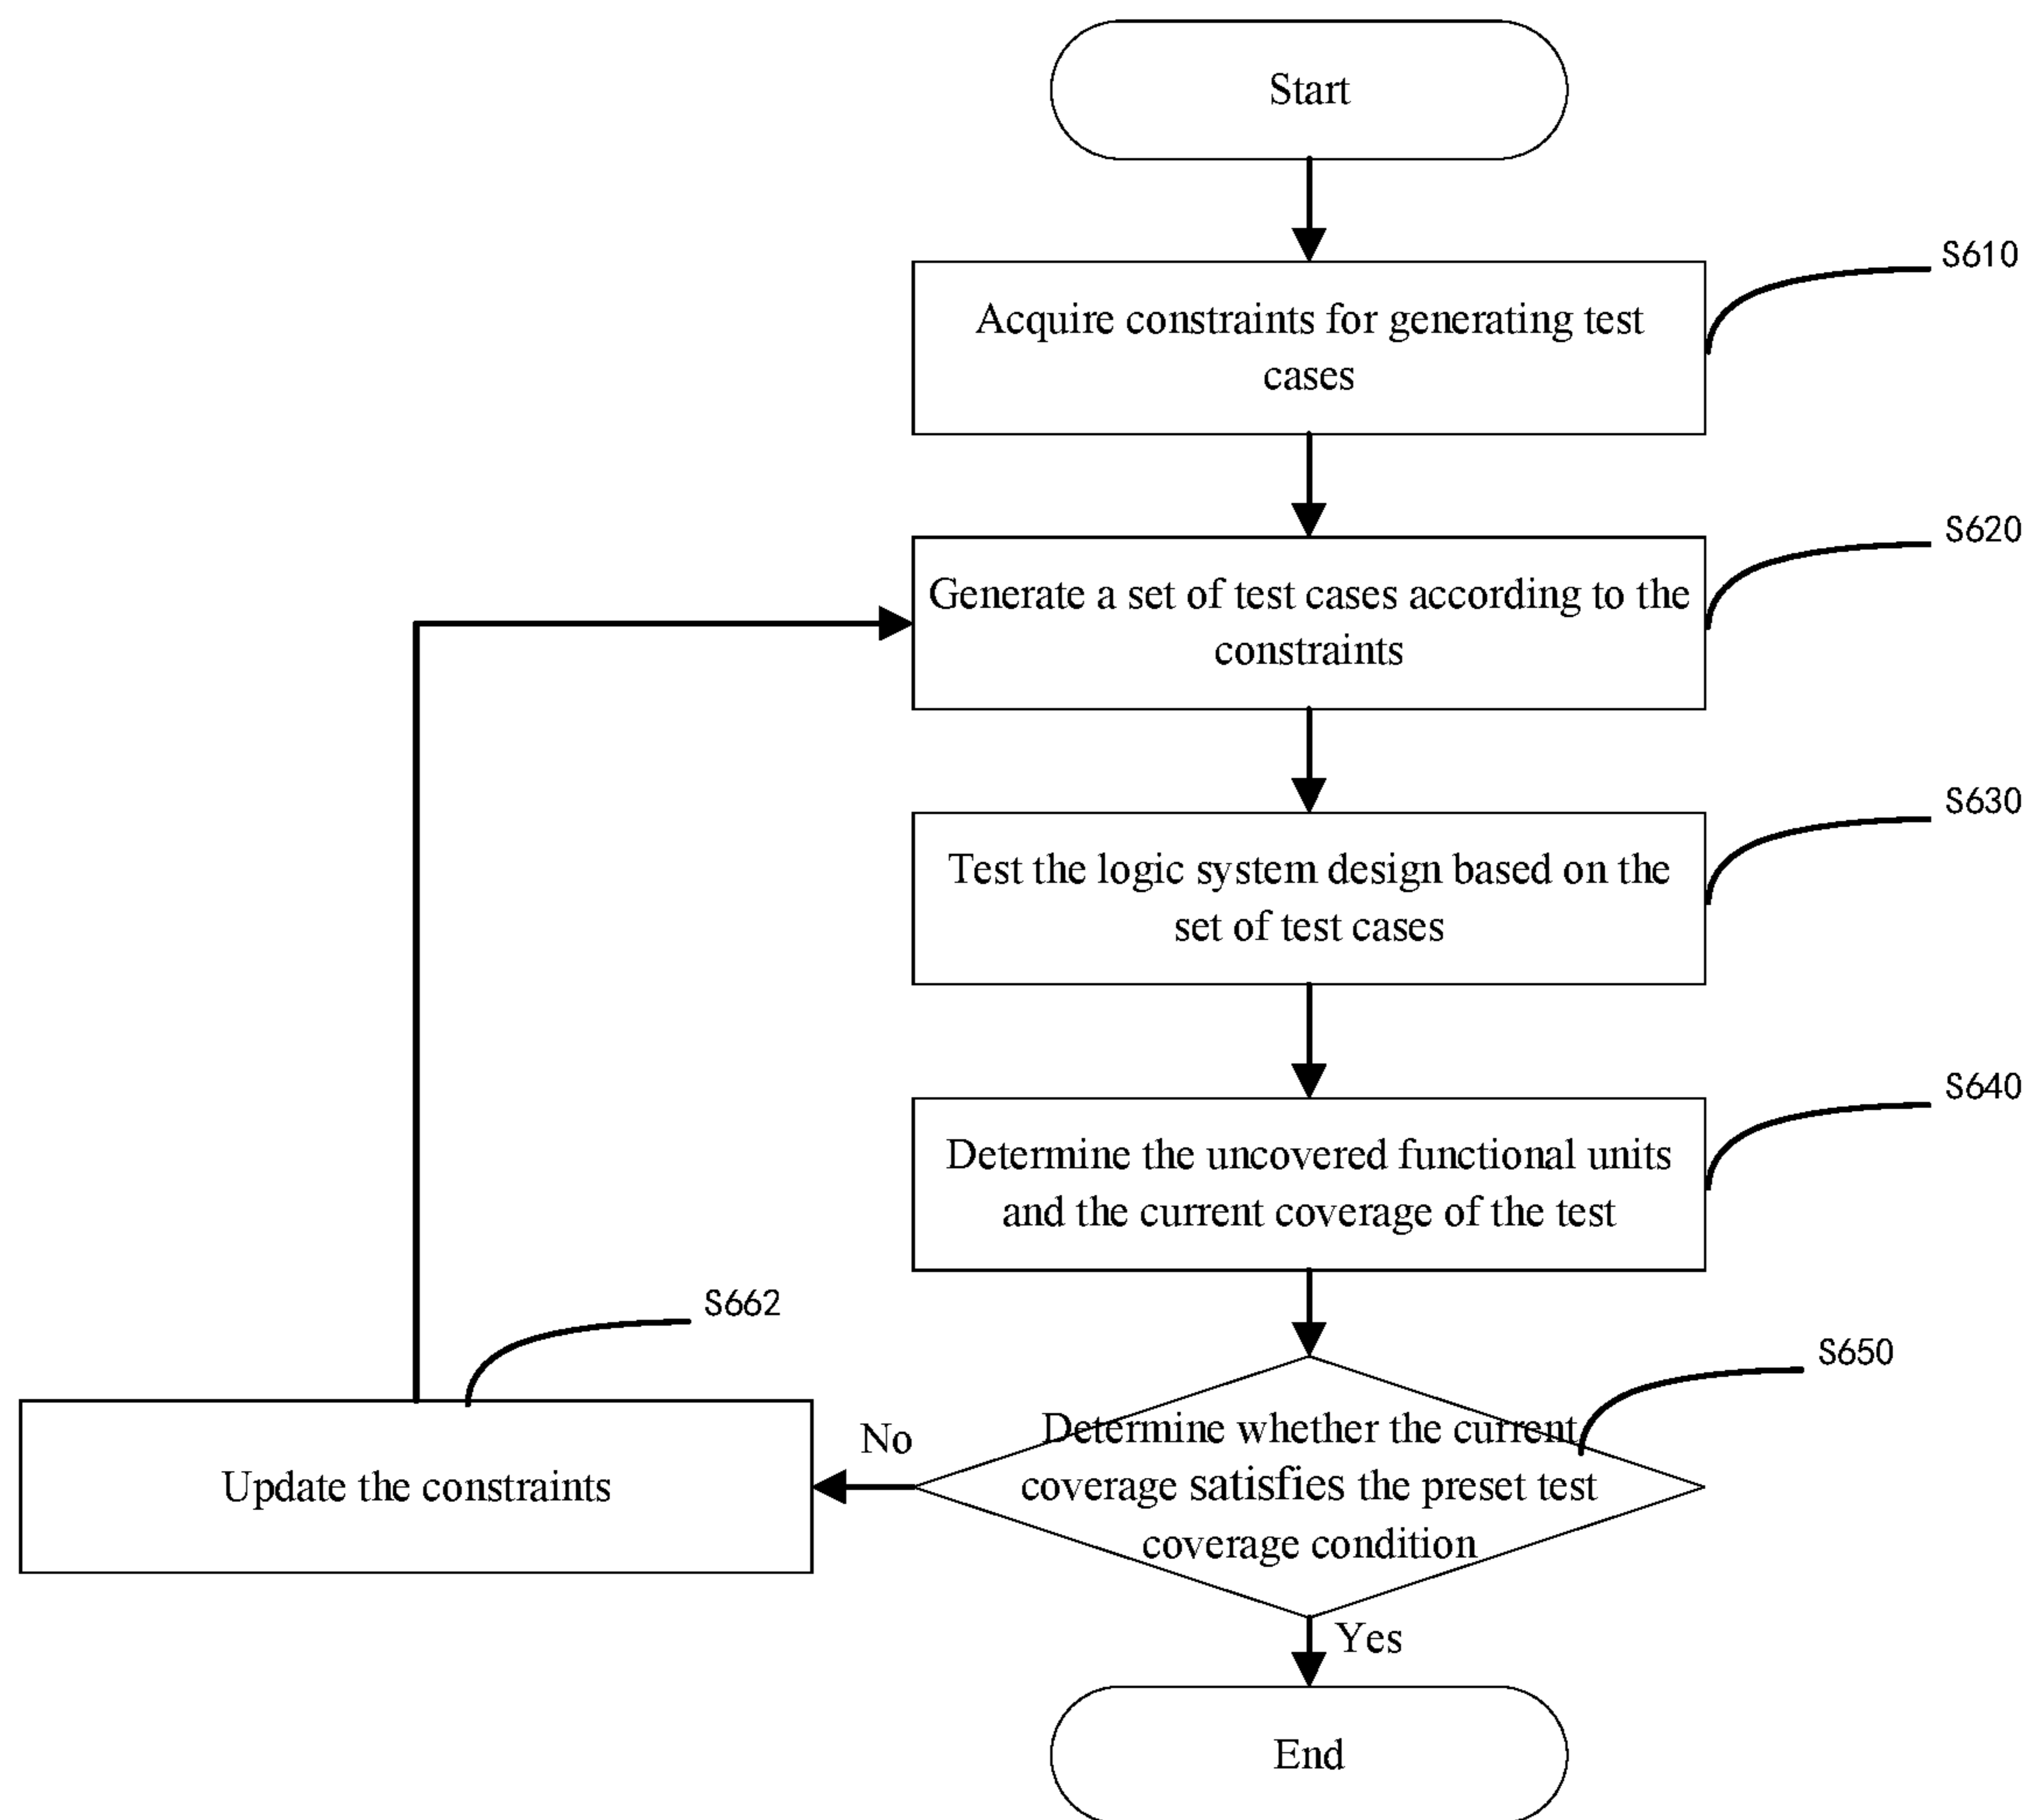 Start
S610
Acquire constraints for generating test
cases
S620
Generate a set of test cases according to the
constraints
S630
Test the logic system design based on the
set of test cases
S640
Determine the uncovered functional units
and the current coverage of the test
S662
S650
Update the constraints
No
Determine whether the current
coverage satisfies the preset test
coverage condition
Yes
End